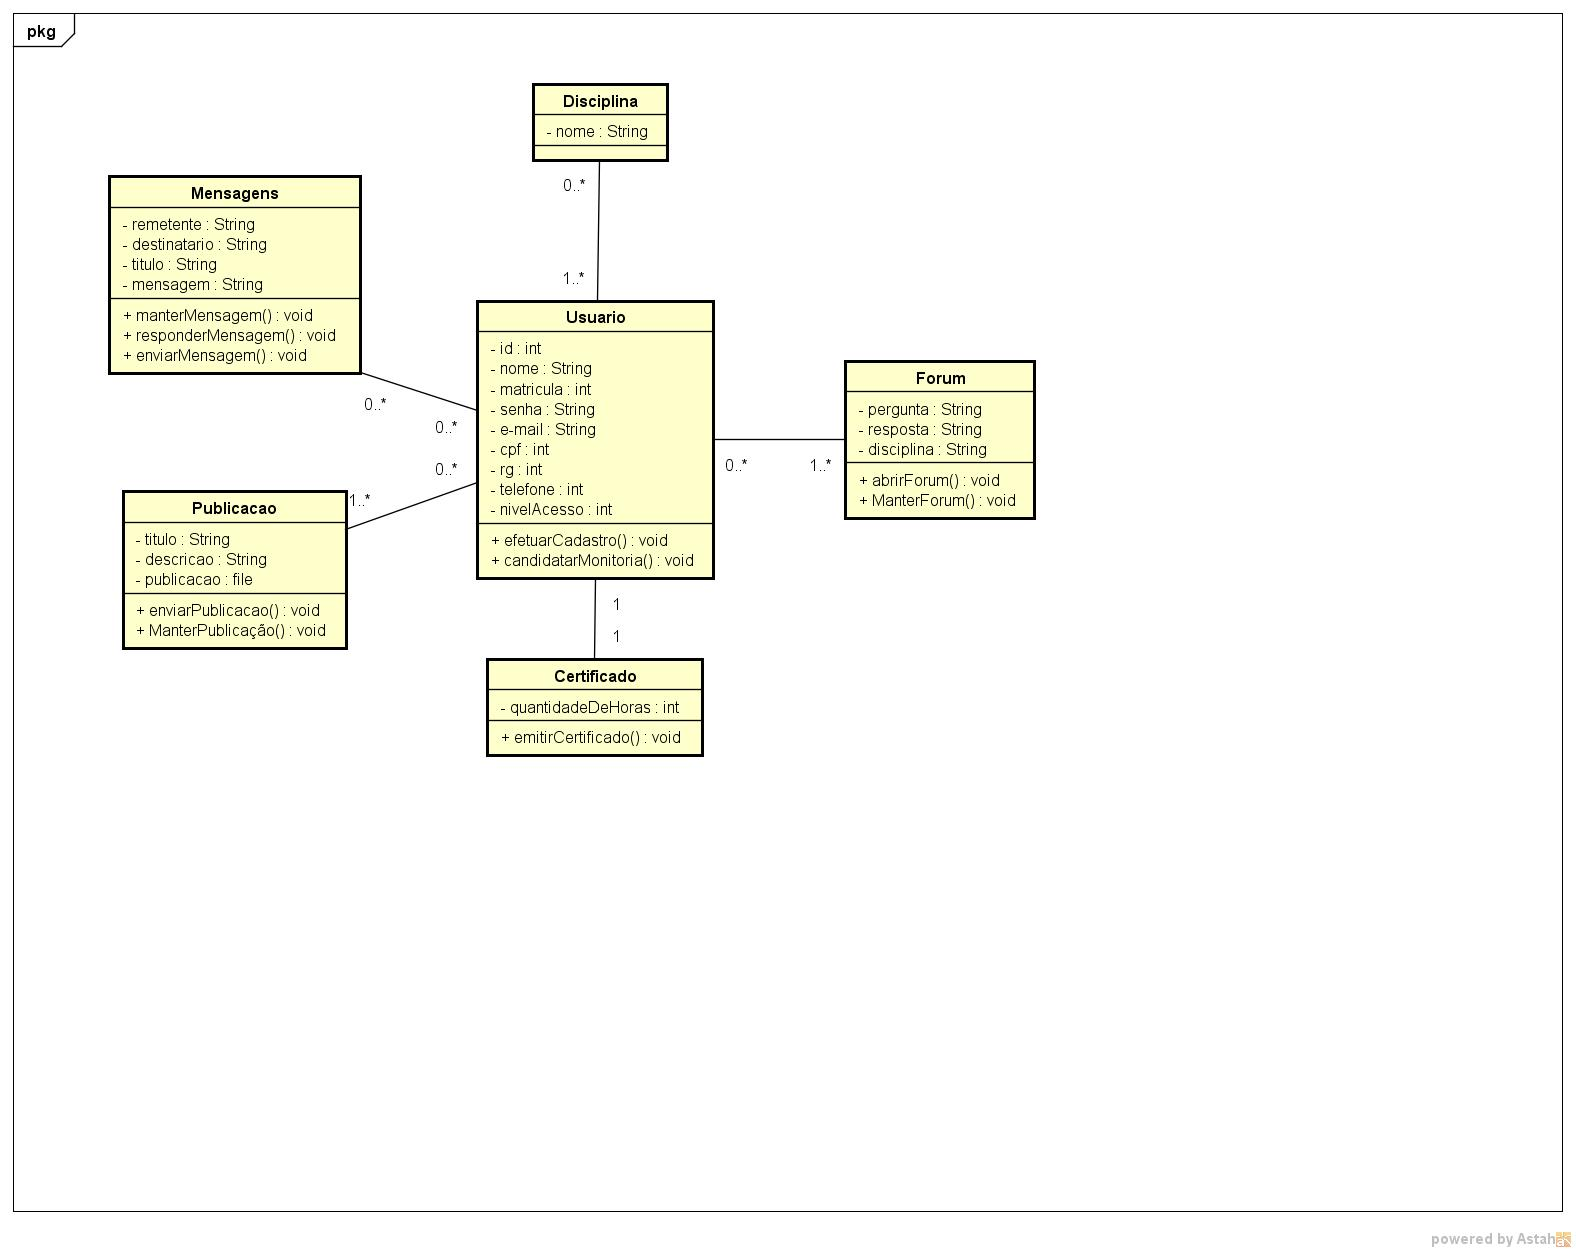 pkg
Disciplina
- nome : String
0..*
1..*
Mensagens
- remetente : String
- destinatario : String
- titulo : String
- mensagem : String
+ manterMensagem() : void
+ responderMensagem() : void
+ enviarMensagem() : void
0..*
0..*
Usuario
- id : int
- nome : String
- matricula : int
- senha : String
- e-mail : String
- cpf : int
- rg : int
- telefone : int
- nivelAcesso : int
+ efetuarCadastro() : void
+ candidatarMonitoria() : void
0..*
1..*
Forum
- pergunta : String
- resposta : String
- disciplina : String
+ abrirForum() : void
+ ManterForum() : void
0..*
1..*
Publicacao
- titulo : String
- descricao : String
- publicacao : file
+ enviarPublicacao() : void
+ ManterPublicação() : void
1
1
Certificado
- quantidadeDeHoras : int
+ emitirCertificado() : void
powered by Astah